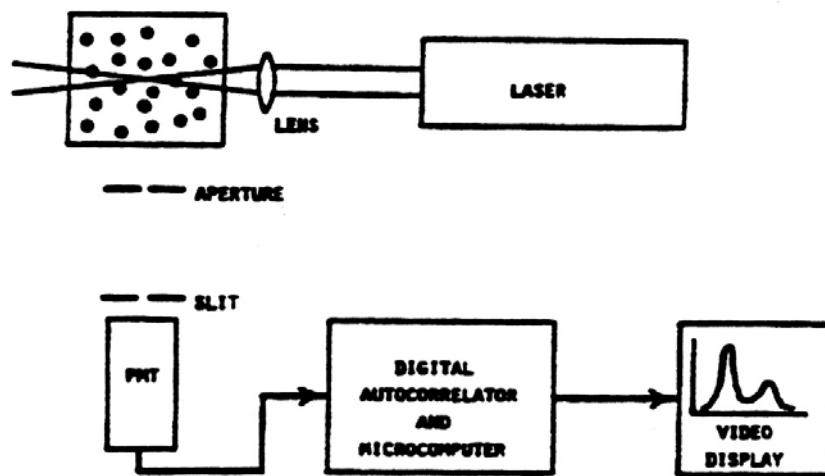 LASER
LENS
APERTURE
SLIT
PMT
DIGITAL
AUTOCORRELATOR
AND
MICROCOMPUTER
VIDEO
DISPLAY